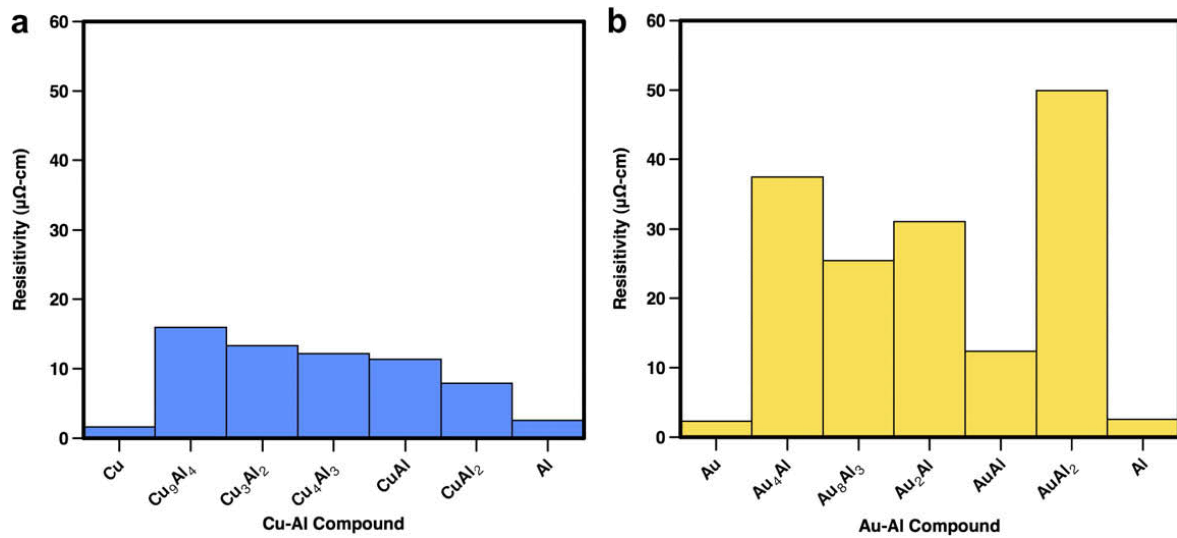 a
Resisitivity (μΩ-cm)
60
50
40
30
20
10
0
Cu
Cu₉Al₄
Cu₃Al₂
Cu₄Al₃
CuAl
CuAl₂
Al
Cu-Al Compound
b
Resisitivity (μΩ-cm)
60
50
40
30
20
10
0
Au
Au₄Al
Au₈Al₃
Au₂Al
AuAl
AuAl₂
Al
Au-Al Compound